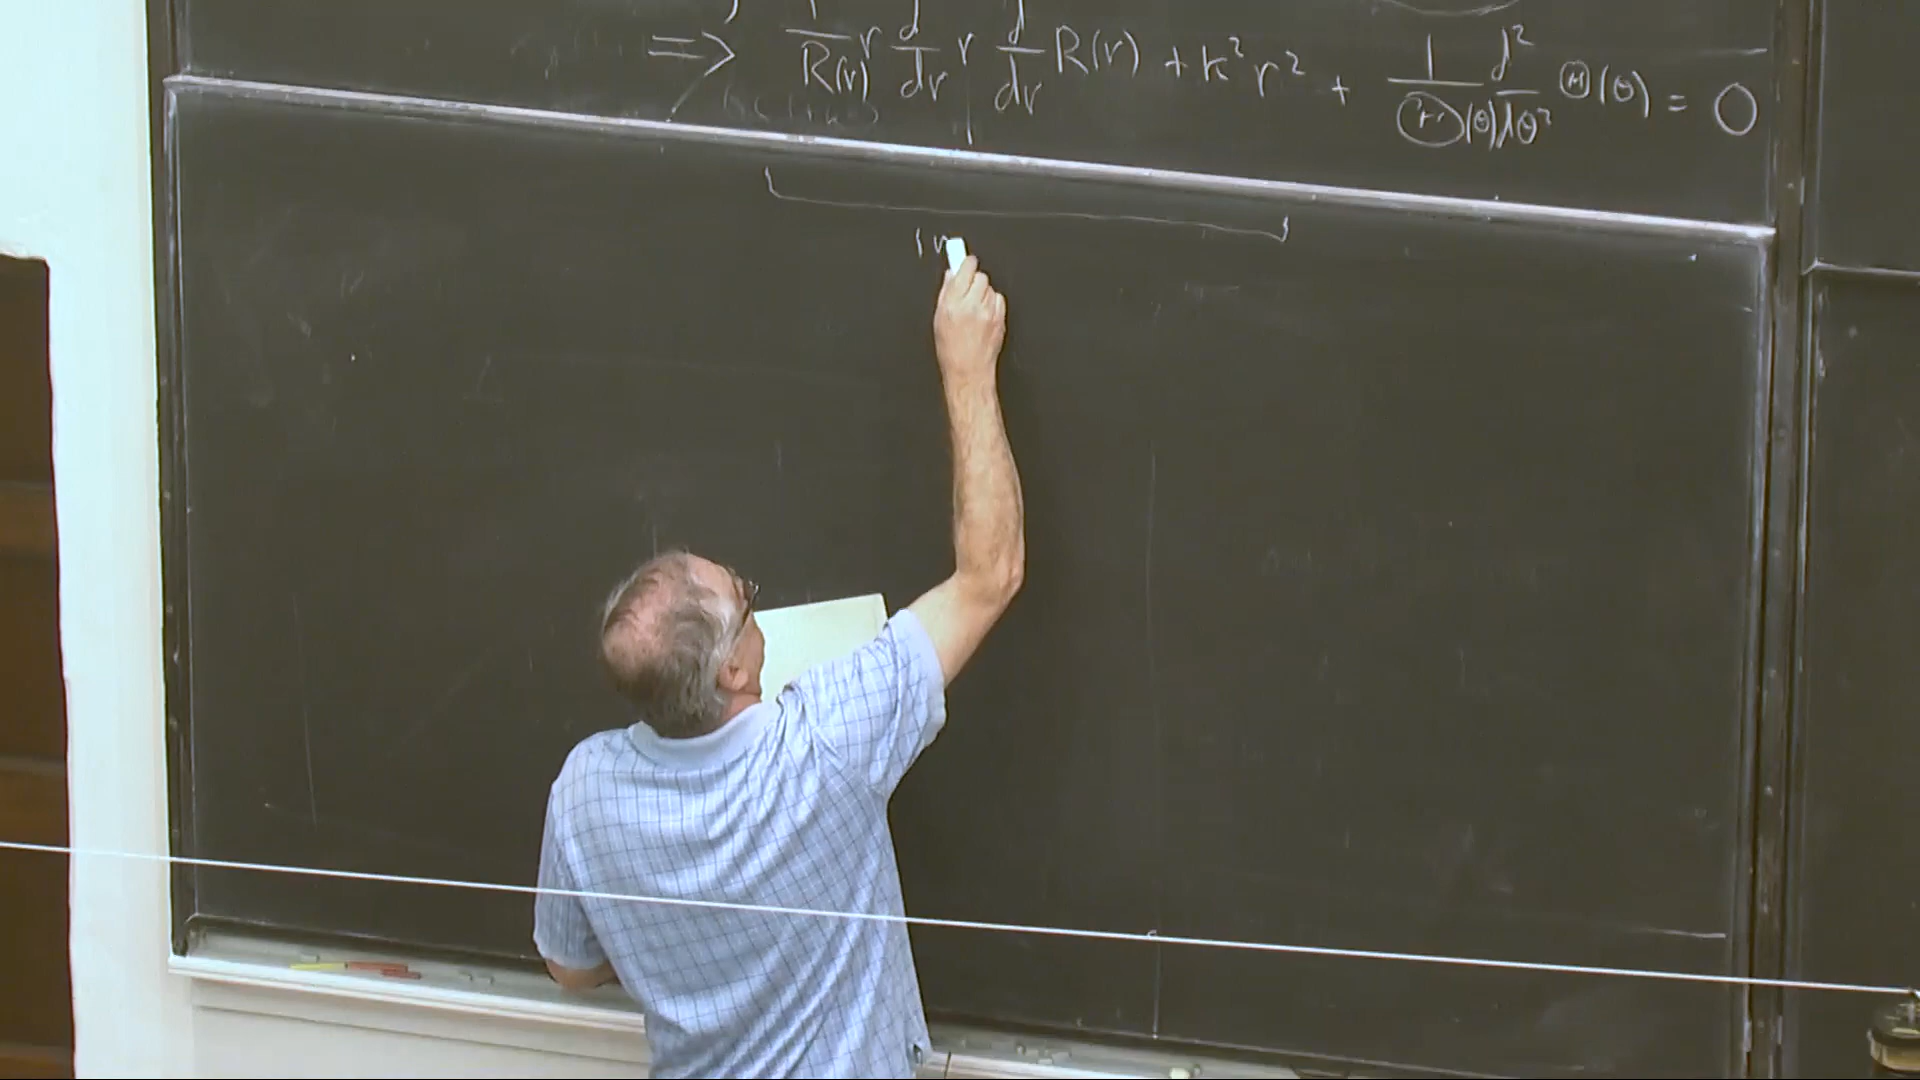 => 1/R(r) r d/dr r d/dr R(r) + k² r² + 1/Θ(θ) d²/dθ² Θ(θ) = 0